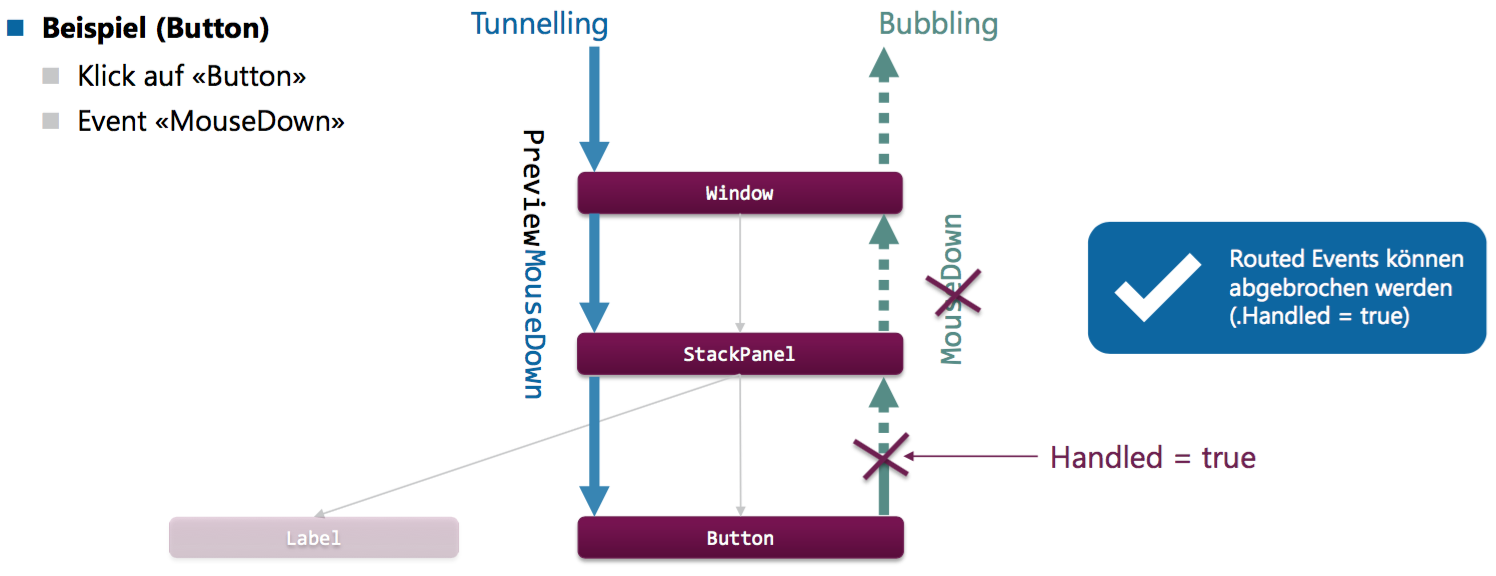 Beispiel (Button)
Klick auf «Button»
Event «MouseDown»
Tunnelling
Bubbling
PreviewMouseDown
Window
MouseDown
StackPanel
Routed Events können
abgebrochen werden
(.Handled = true)
Handled = true
Label
Button